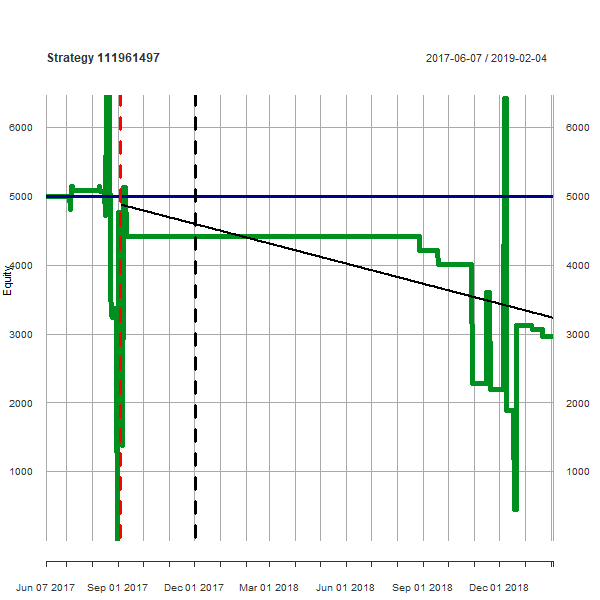 Strategy 111961497
2017-06-07 / 2019-02-04
6000
6000
5000
5000
4000
4000
Equity
3000
3000
2000
2000
1000
1000
Jun 07 2017
Sep 01 2017
Dec 01 2017
Mar 01 2018
Jun 01 2018
Sep 01 2018
Dec 01 2018